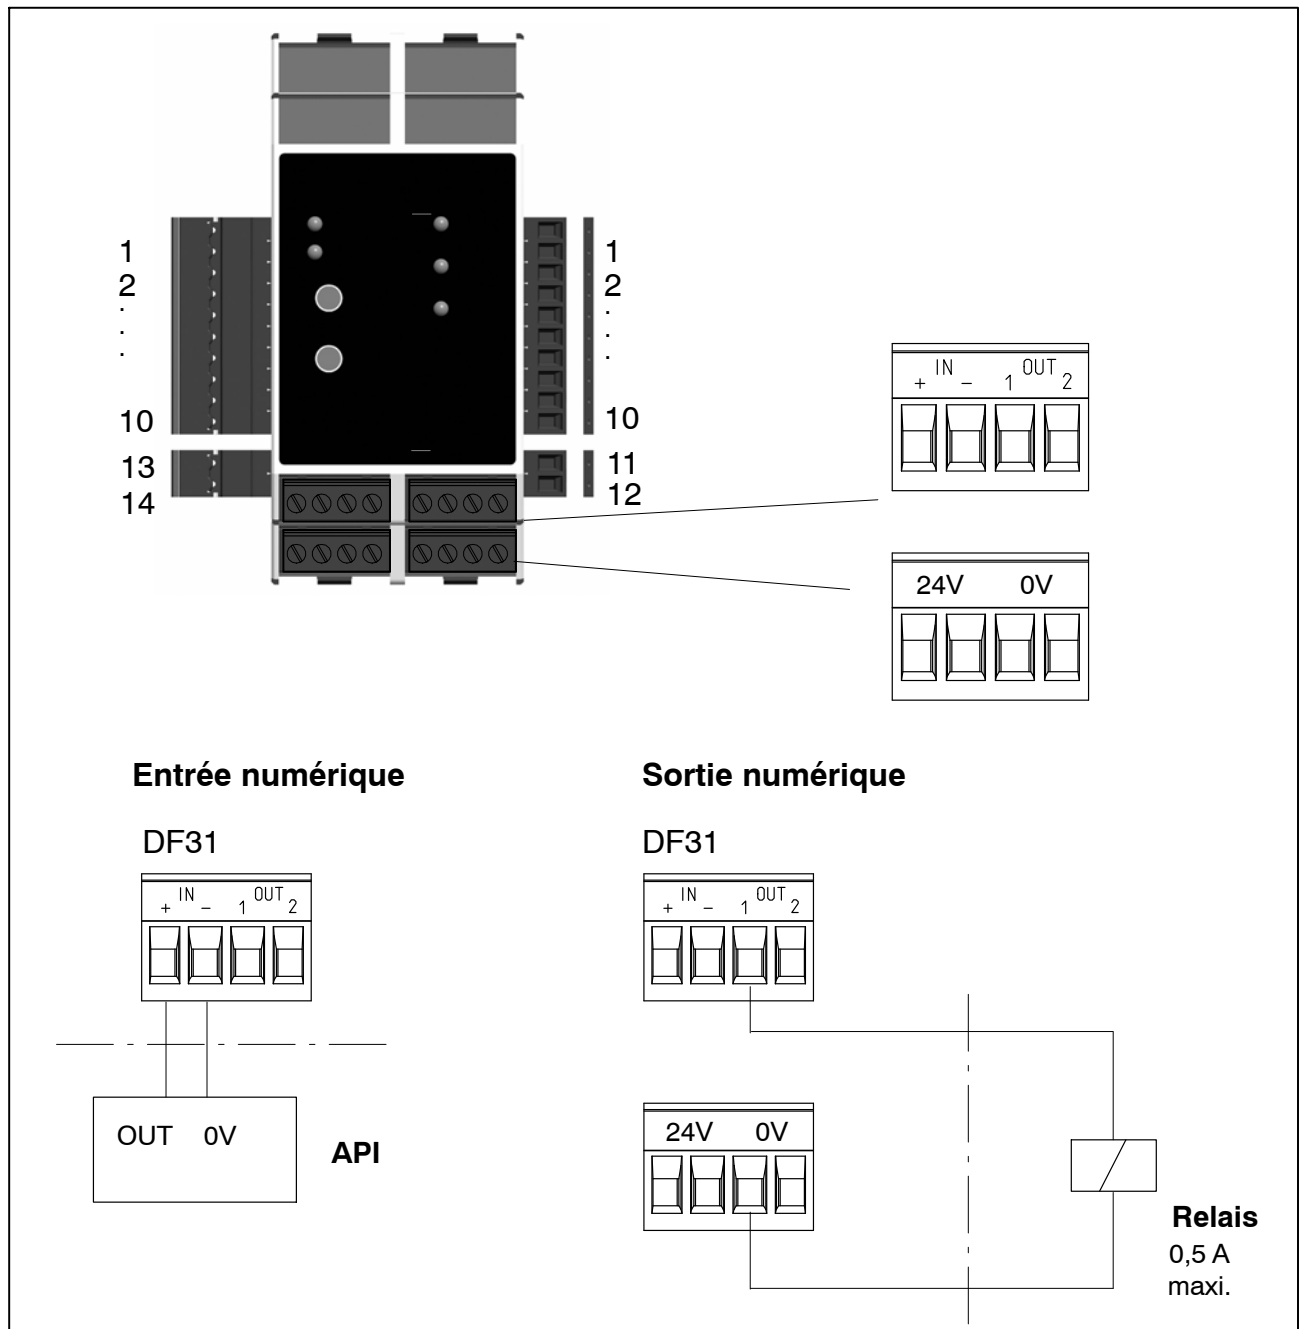 1
2
.
.
.
10
13
14
1
2
.
.
.
10
11
12
IN OUT
+ – 1 2
24V 0V
Entrée numérique
DF31
IN OUT
+ – 1 2
OUT 0V
API
Sortie numérique
DF31
IN OUT
+ – 1 2
24V 0V
Relais
0,5 A
maxi.